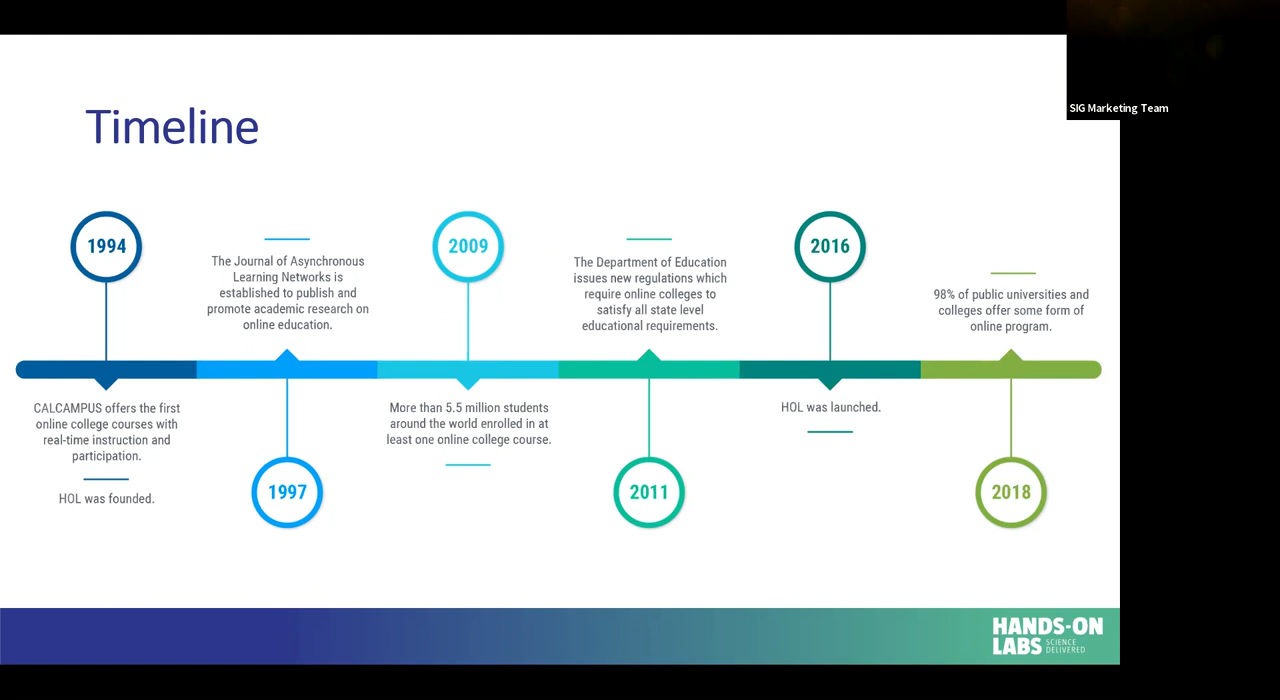 SIG Marketing Team
Timeline
1994
CALCAMPUS offers the first
online college courses with
real-time instruction and
participation.
HOL was founded.
The Journal of Asynchronous
Learning Networks is
established to publish and
promote academic research on
online education.
1997
2009
More than 5.5 million students
around the world enrolled in at
least one online college course.
The Department of Education
issues new regulations which
require online colleges to
satisfy all state level
educational requirements.
2011
2016
HOL was launched.
98% of public universities and
colleges offer some form of
online program.
2018
HANDS-ON
LABS SCIENCE
DELIVERED